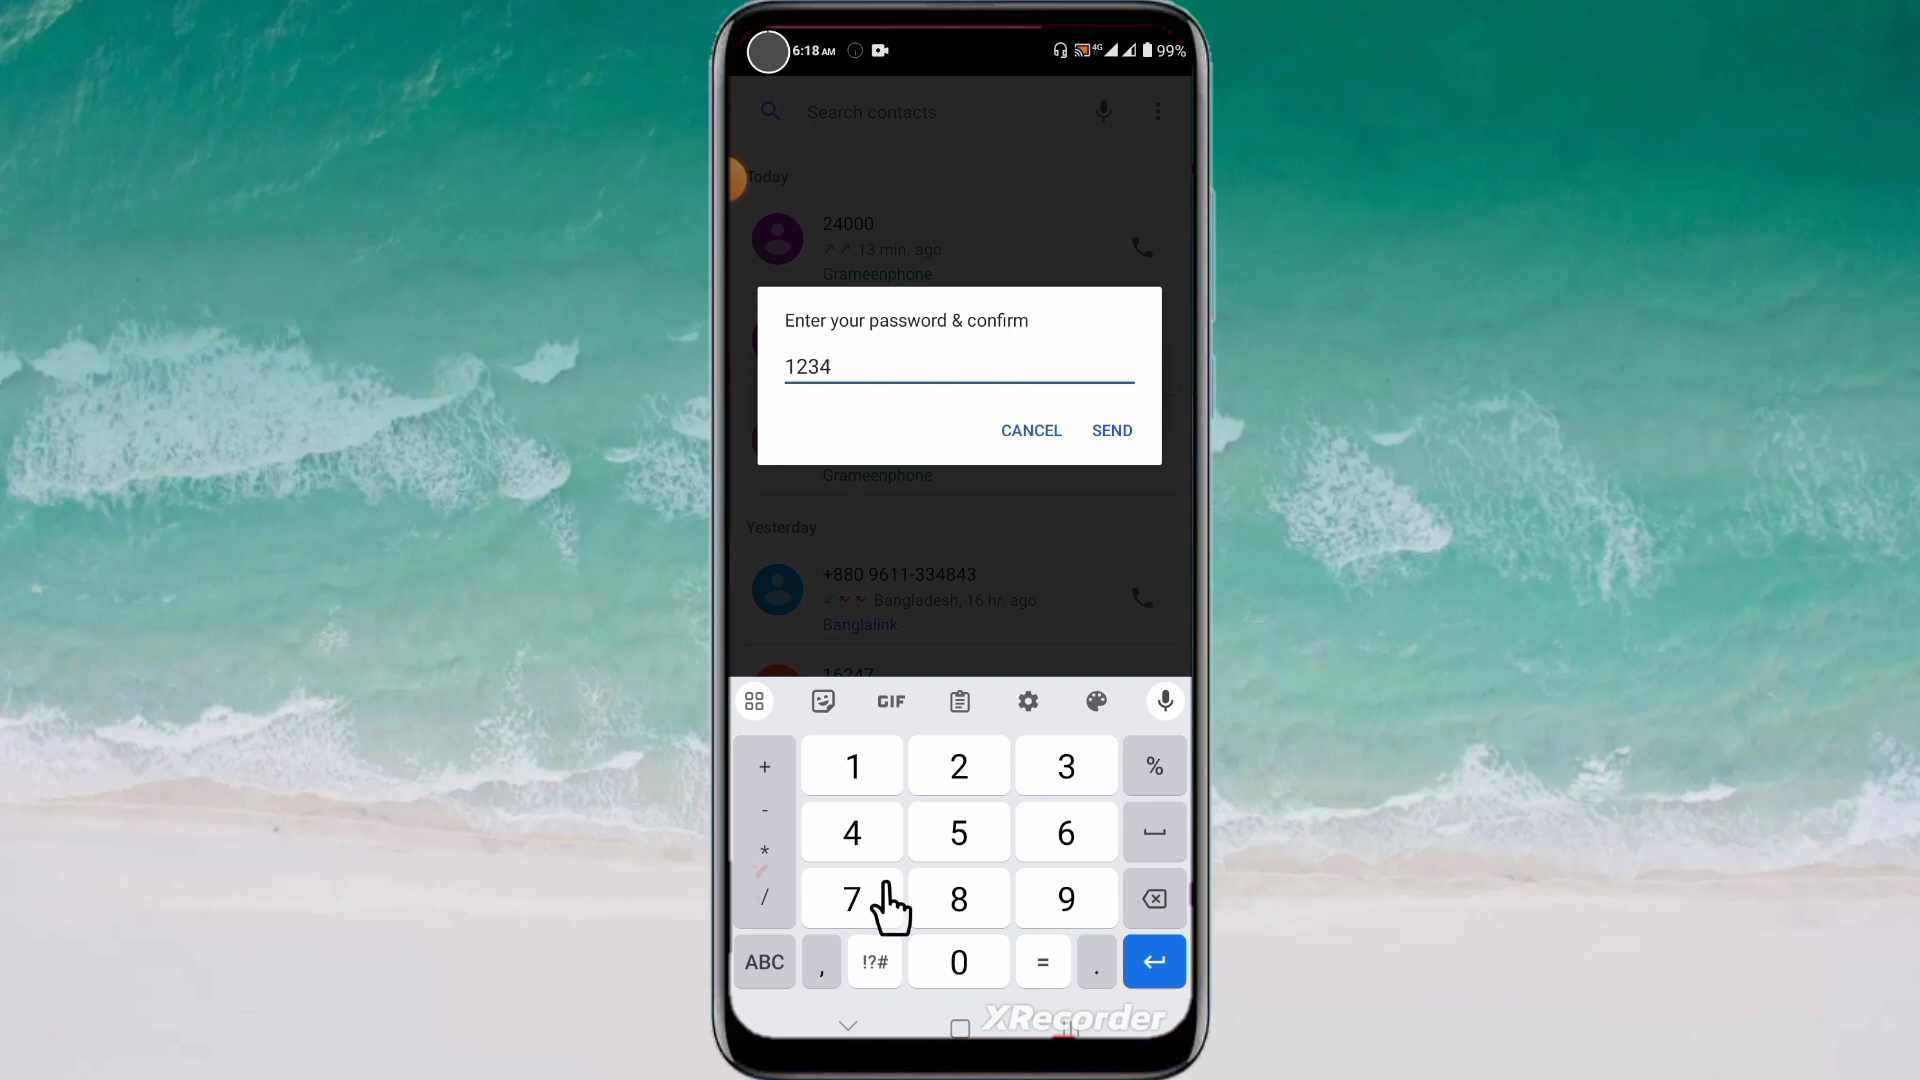 6:18 AM
4G
99%
Search contacts
Today
24000
13 min. ago
Grameenphone
Enter your password & confirm
1234
CANCEL SEND
Grameenphone
Yesterday
+880 9611-334843
Bangladesh, 16 hr. ago
Banglalink
16247
GIF
+ 1 2 3 %
-
4 5 6
*
/ 7 8 9
ABC , !?# 0 = .
XRecorder